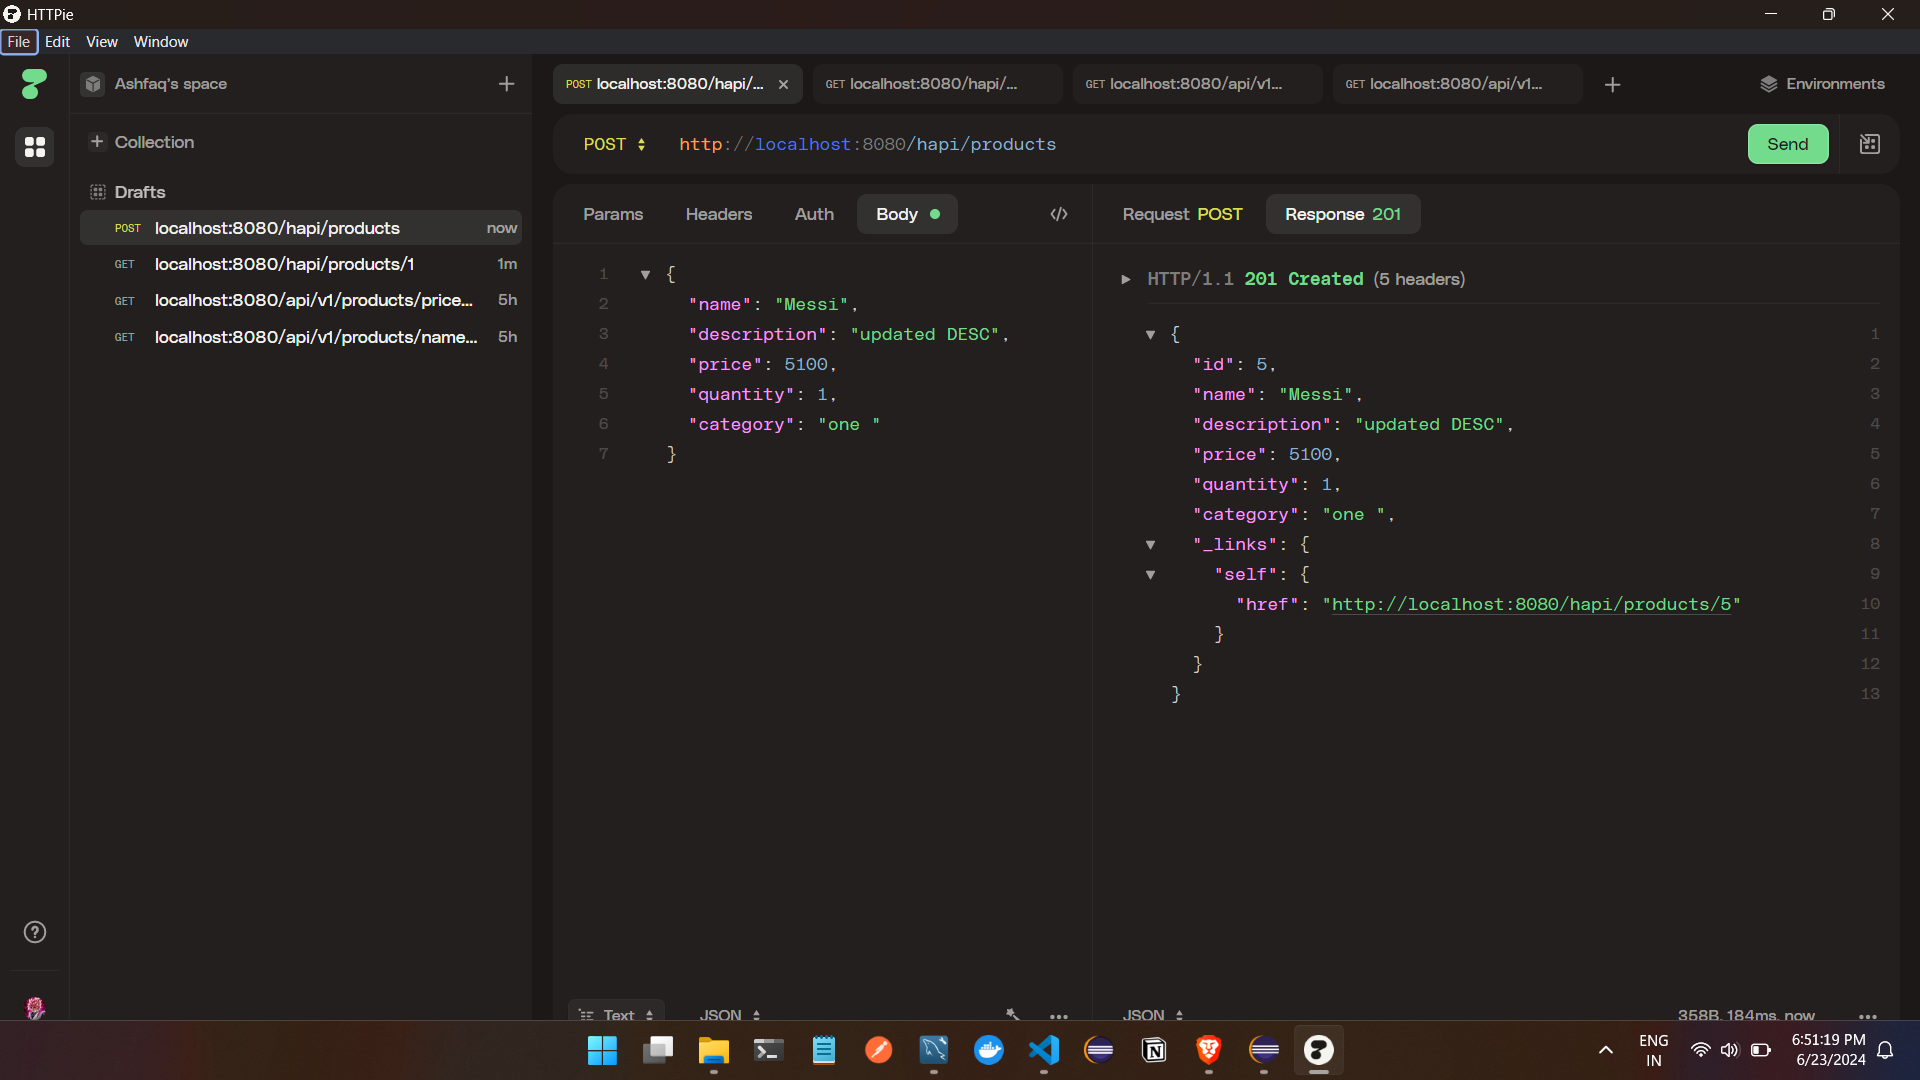 HTTPie
File Edit View Window
Ashfaq's space
Collection
Drafts
POST localhost:8080/hapi/products now
GET localhost:8080/hapi/products/1 1m
GET localhost:8080/api/v1/products/price... 5h
GET localhost:8080/api/v1/products/name... 5h
POST localhost:8080/hapi/... GET localhost:8080/hapi/... GET localhost:8080/api/v1... GET localhost:8080/api/v1... Environments
POST http://localhost:8080/hapi/products Send
Params Headers Auth Body </>
1 {
2 "name": "Messi",
3 "description": "updated DESC",
4 "price": 5100,
5 "quantity": 1,
6 "category": "one "
7 }
Text JSON
Request POST Response 201
HTTP/1.1 201 Created (5 headers)
{ 1
"id": 5, 2
"name": "Messi", 3
"description": "updated DESC", 4
"price": 5100, 5
"quantity": 1, 6
"category": "one ", 7
"_links": { 8
"self": { 9
"href": "http://localhost:8080/hapi/products/5" 10
} 11
} 12
} 13
JSON 358B, 184ms, now
ENG
IN
6:51:19 PM
6/23/2024